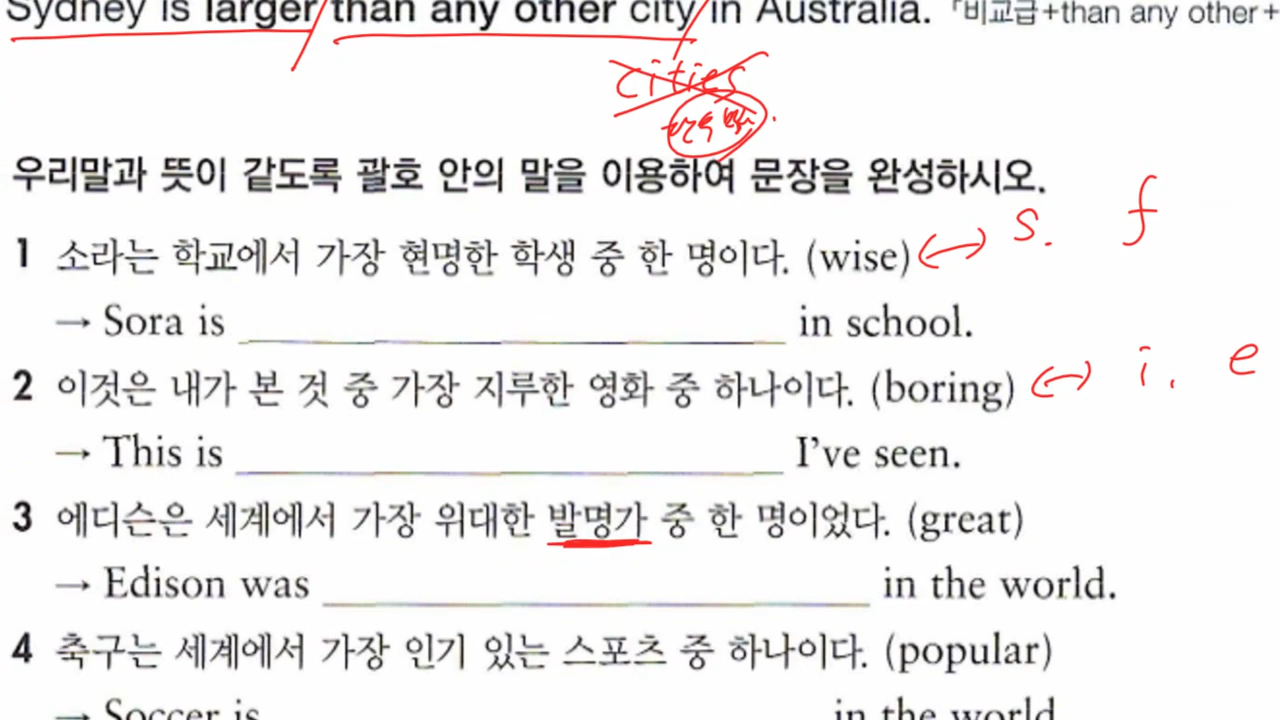 Sydney is larger than any other city in Australia. 「비교급+than any other+
cities
우리말과 뜻이 같도록 괄호 안의 말을 이용하여 문장을 완성하시오.
1 소라는 학교에서 가장 현명한 학생 중 한 명이다. (wise) ↔ s. f
→ Sora is ____________ in school.
2 이것은 내가 본 것 중 가장 지루한 영화 중 하나이다. (boring) ↔ i. e
→ This is ____________ I've seen.
3 에디슨은 세계에서 가장 위대한 발명가 중 한 명이었다. (great)
→ Edison was ____________ in the world.
4 축구는 세계에서 가장 인기 있는 스포츠 중 하나이다. (popular)
→ Soccer is ____________ in the world